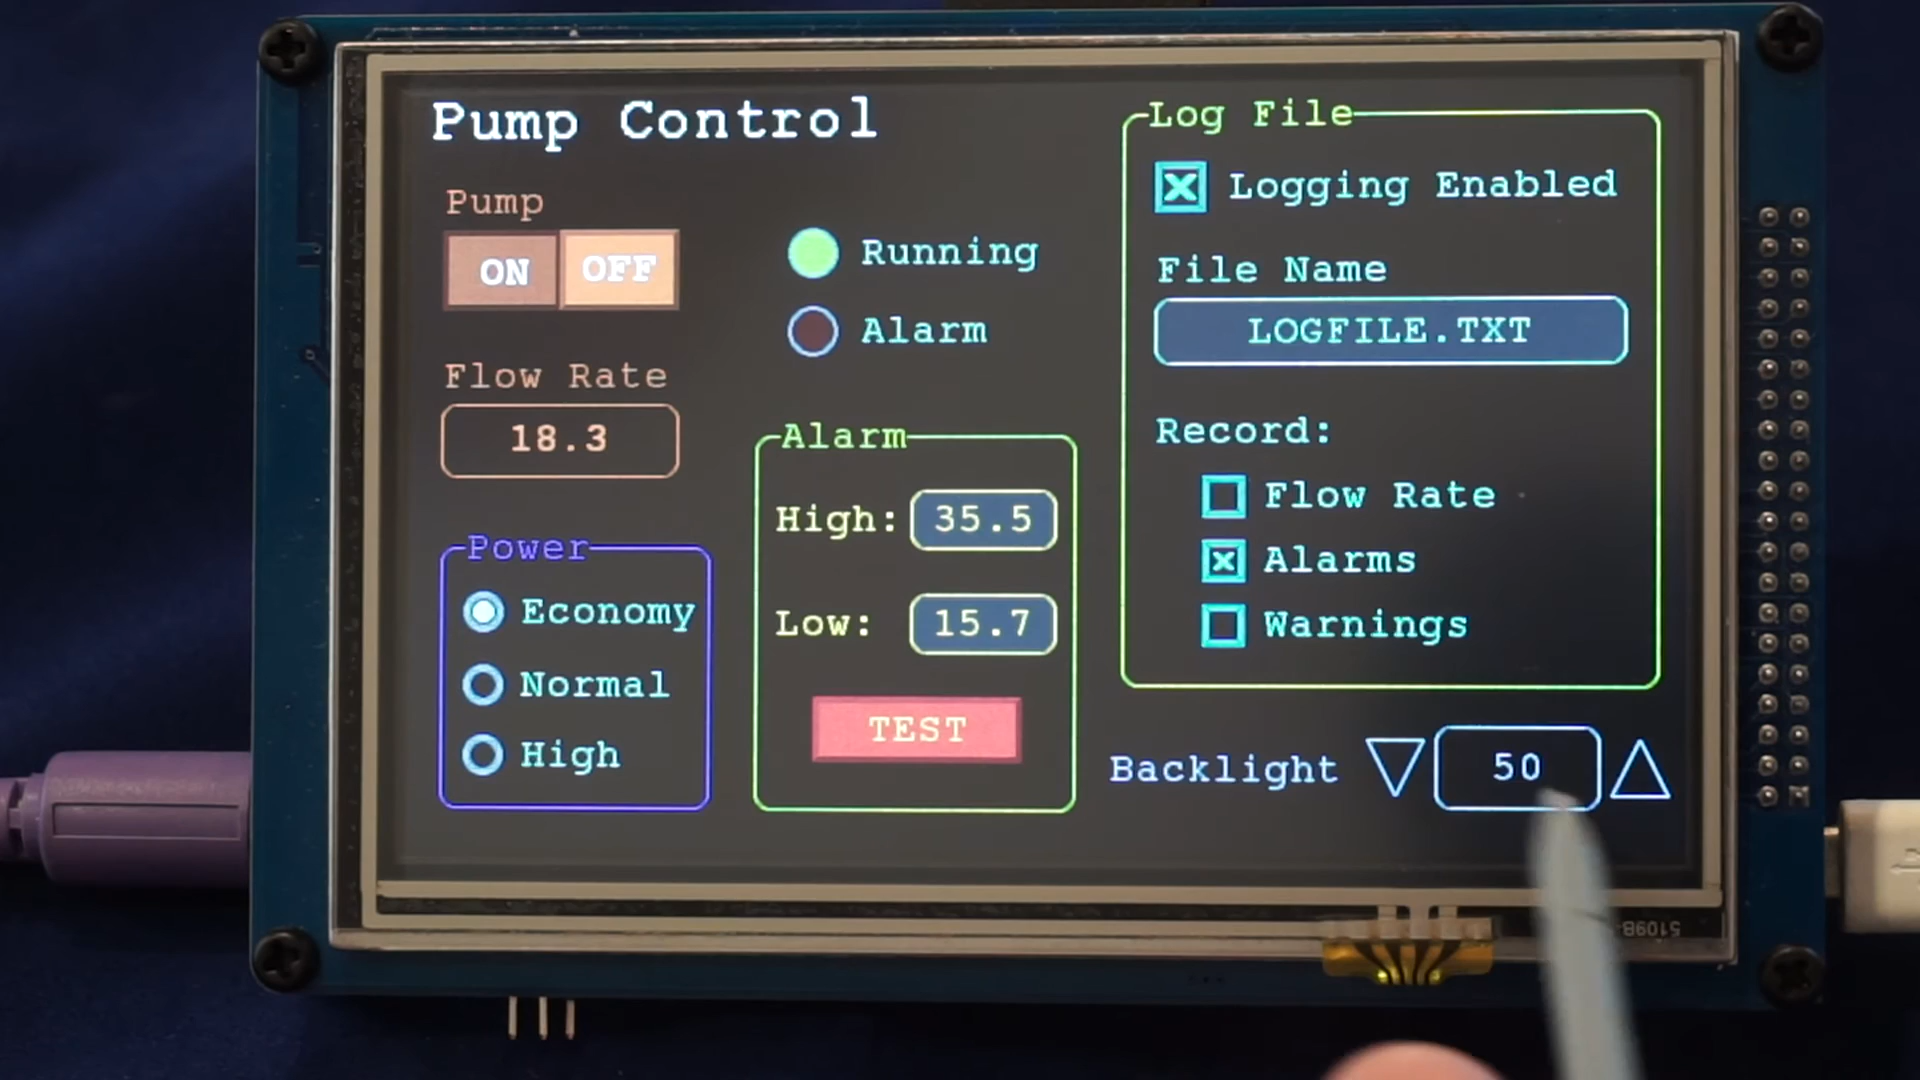 Pump Control
Pump
ON OFF
Flow Rate
18.3
Power
Economy
Normal
High
Running
Alarm
Alarm
High: 35.5
Low: 15.7
TEST
Log File
Logging Enabled
File Name
LOGFILE.TXT
Record:
Flow Rate
Alarms
Warnings
Backlight 50
5109B